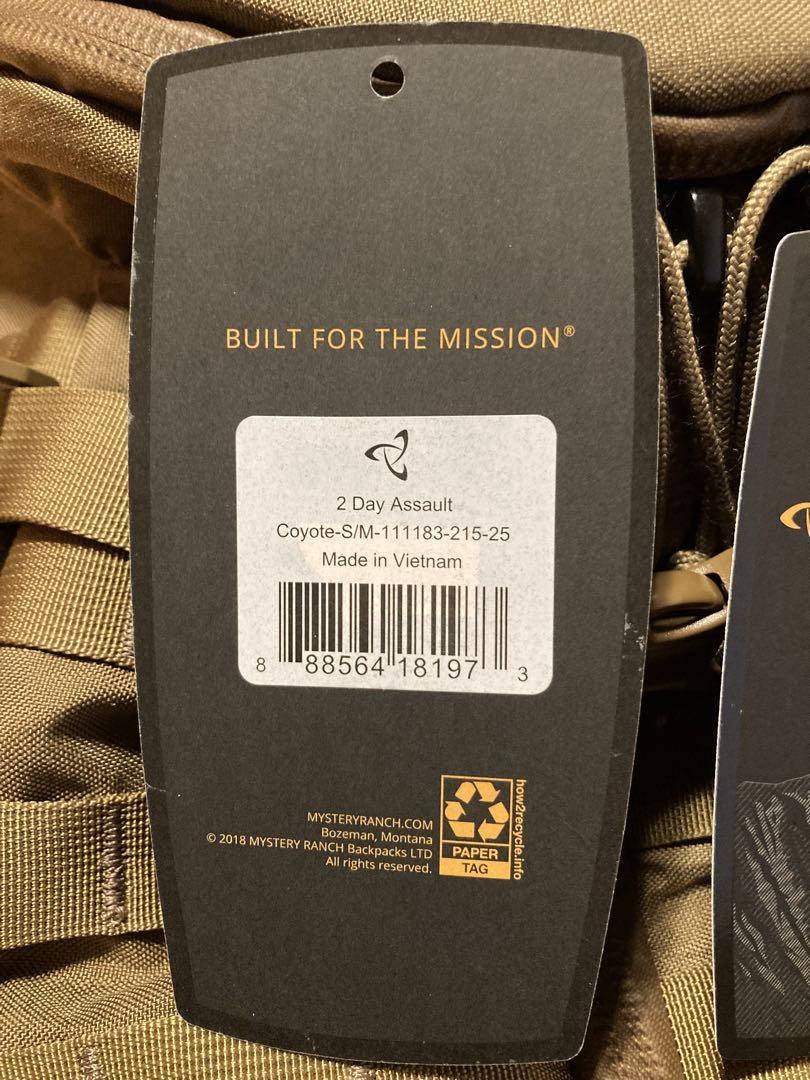 BUILT FOR THE MISSION®
2 Day Assault
Coyote-S/M-111183-215-25
Made in Vietnam
8 88564 18197 3
MYSTERYRANCH.COM
Bozeman, Montana
© 2018 MYSTERY RANCH Backpacks LTD
All rights reserved.
PAPER
TAG
how2recycle.info